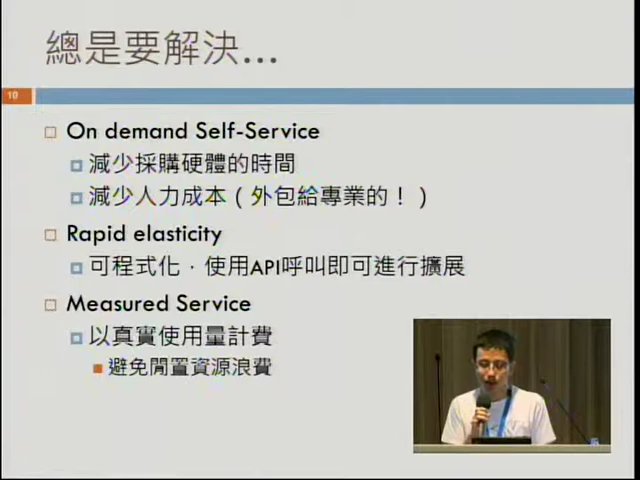 總是要解決...
10
On demand Self-Service
減少採購硬體的時間
減少人力成本（外包給專業的！）
Rapid elasticity
可程式化，使用API呼叫即可進行擴展
Measured Service
以真實使用量計費
避免閒置資源浪費